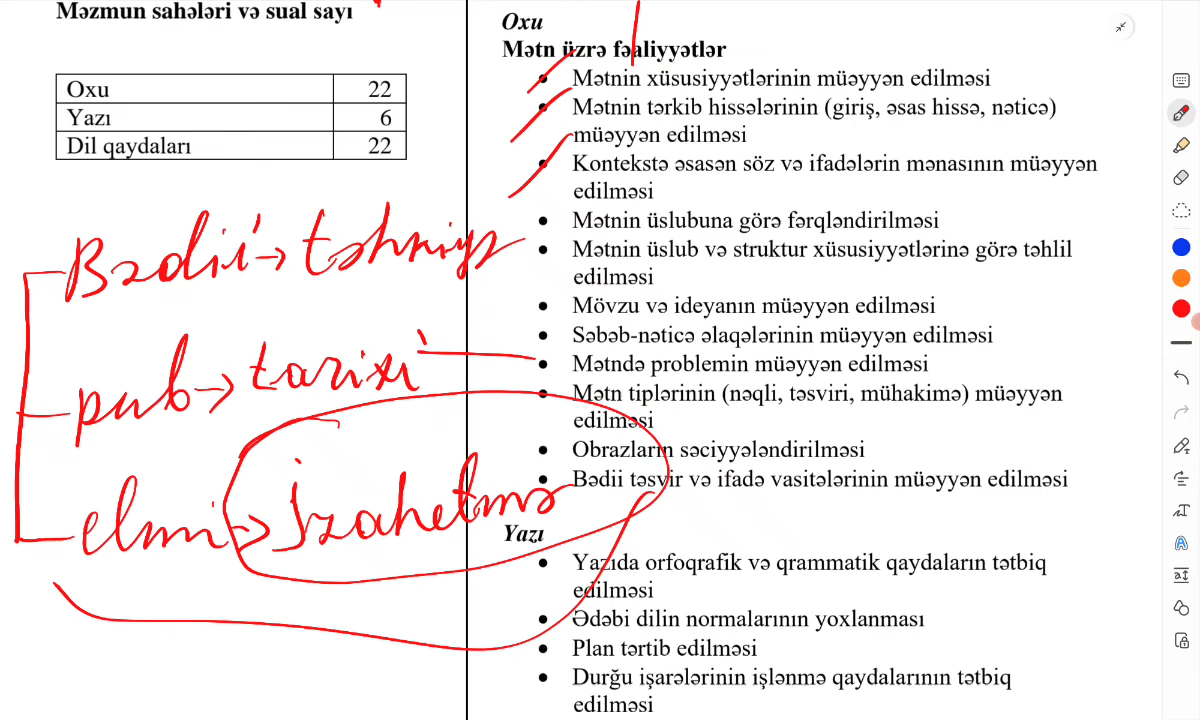 Məzmun sahələri və sual sayı
Oxu 22
Yazı 6
Dil qaydaları 22
Bədii → təhkiyə
pub → tarixi
elmi → İzahetmə
Oxu
Mətn üzrə fəaliyyətlər
• Mətnin xüsusiyyətlərinin müəyyən edilməsi
• Mətnin tərkib hissələrinin (giriş, əsas hissə, nəticə)
müəyyən edilməsi
• Kontekstə əsasən söz və ifadələrin mənasının müəyyən
edilməsi
• Mətnin üslubuna görə fərqləndirilməsi
• Mətnin üslub və struktur xüsusiyyətlərinə görə təhlil
edilməsi
• Mövzu və ideyanın müəyyən edilməsi
• Səbəb-nəticə əlaqələrinin müəyyən edilməsi
• Mətndə problemin müəyyən edilməsi
• Mətn tiplərinin (nəqli, təsviri, mühakimə) müəyyən
edilməsi
• Obrazların səciyyələndirilməsi
• Bədii təsvir və ifadə vasitələrinin müəyyən edilməsi
Yazı
• Yazıda orfoqrafik və qrammatik qaydaların tətbiq
edilməsi
• Ədəbi dilin normalarının yoxlanması
• Plan tərtib edilməsi
• Durğu işarələrinin işlənmə qaydalarının tətbiq
edilməsi